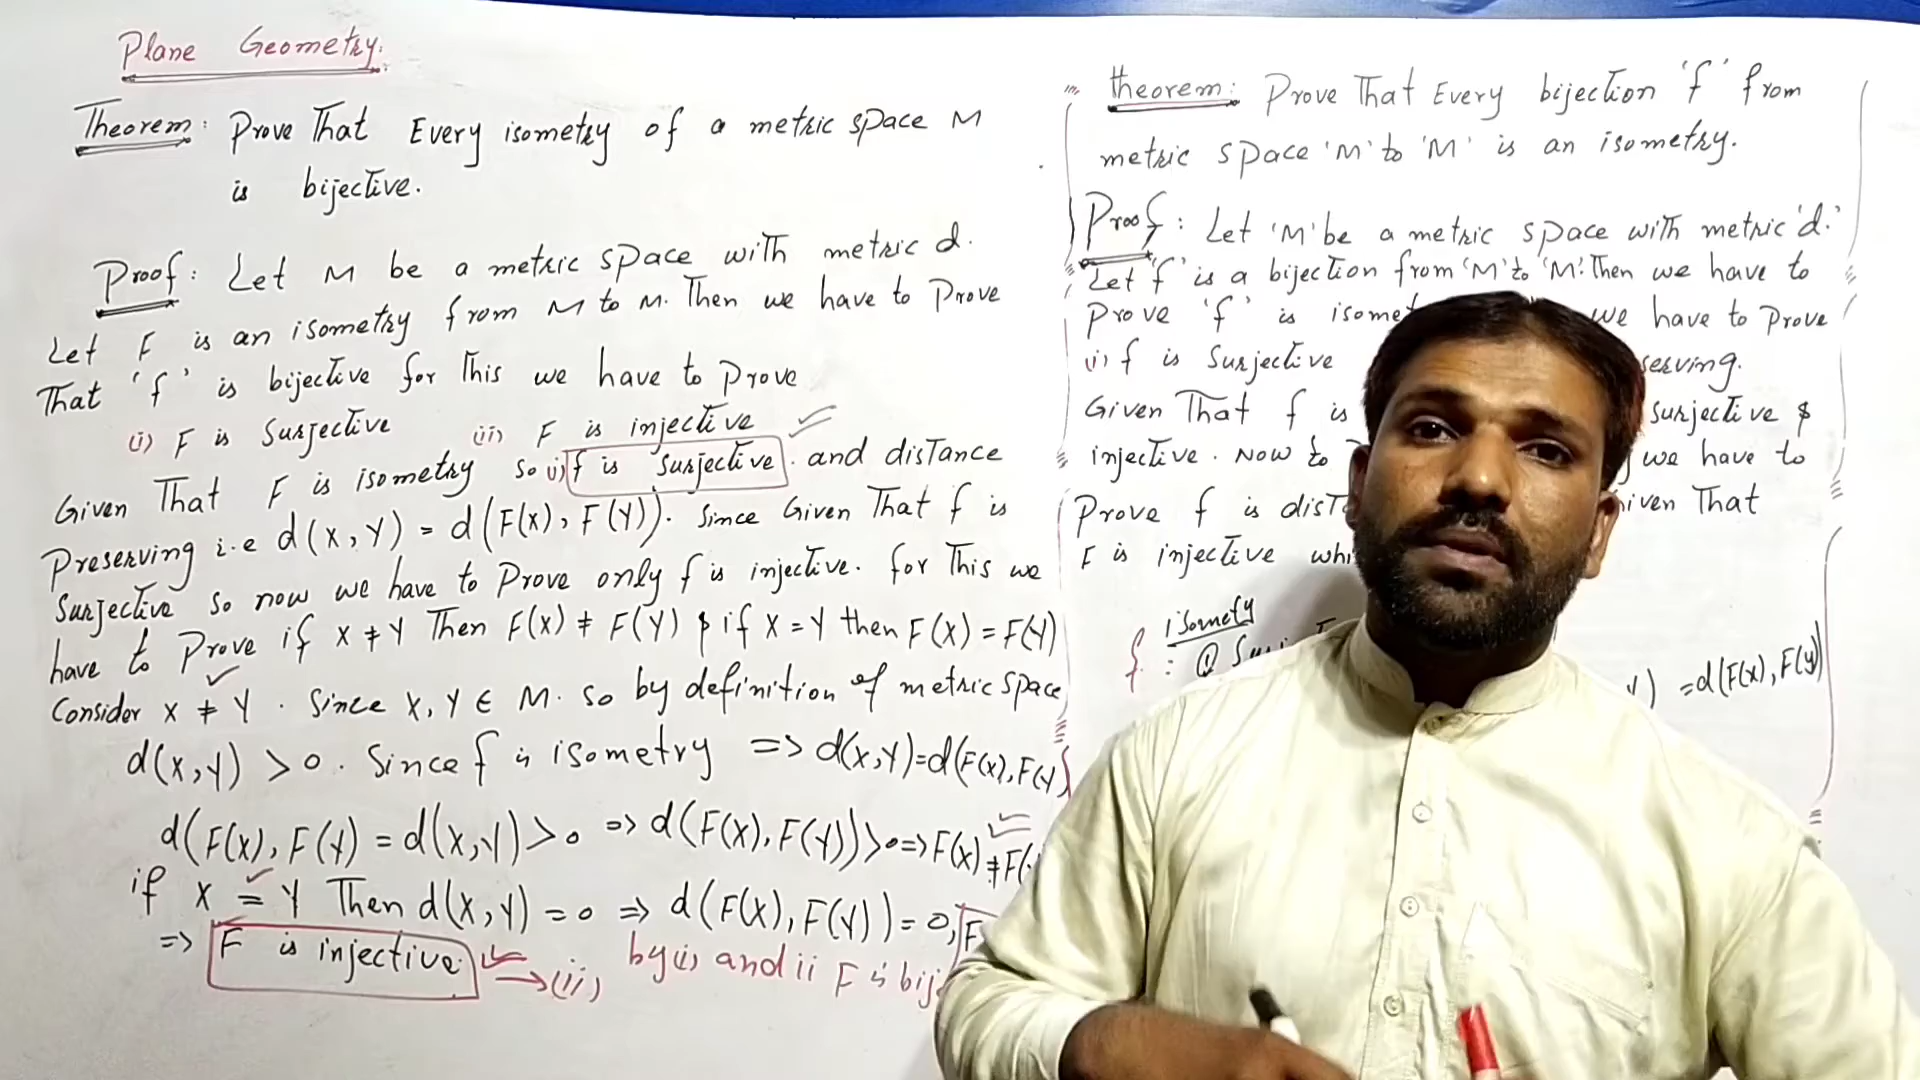 Plane Geometry.
Theorem: Prove That Every isometry of a metric space M
is bijective.
Proof: Let M be a metric space with metric d.
Let F is an isometry from M to M. Then we have to Prove
That 'f' is bijective for This we have to Prove
(i) F is Surjective (ii) F is injective
Given That F is isometry so (i) f is surjective. and distance
Preserving i.e d(X,Y) = d(F(X), F(Y)). Since Given That f is
Surjective so now we have to Prove only f is injective. for This we
have to Prove if X ≠ Y Then F(X) ≠ F(Y) & if X = Y then F(X) = F(Y)
Consider X ≠ Y. Since X, Y ∈ M. so by definition of metric space
d(X,Y) > 0. Since f is isometry => d(X,Y)=d(F(X),F(Y)
d(F(X), F(Y) = d(X,Y) > 0 => d(F(X), F(Y)) > 0 => F(X) ≠ F(
if X = Y Then d(X,Y) = 0 => d(F(X), F(Y)) = 0, F
=> F is injective. → (ii) by (i) and ii F is bij
theorem: Prove That Every bijection 'f' from
metric space 'M' to 'M' is an isometry.
Proof: Let 'M' be a metric space with metric 'd.'
Let 'f' is a bijection from 'M' to 'M'. Then we have to
Prove 'f' is isome we have to Prove
(i) f is Surjective serving.
Given That f is surjective &
injective. Now to we have to
Prove f is dist iven That
F is injective whi
isomety
f : ① Surj Y) = d(F(X), F(Y)